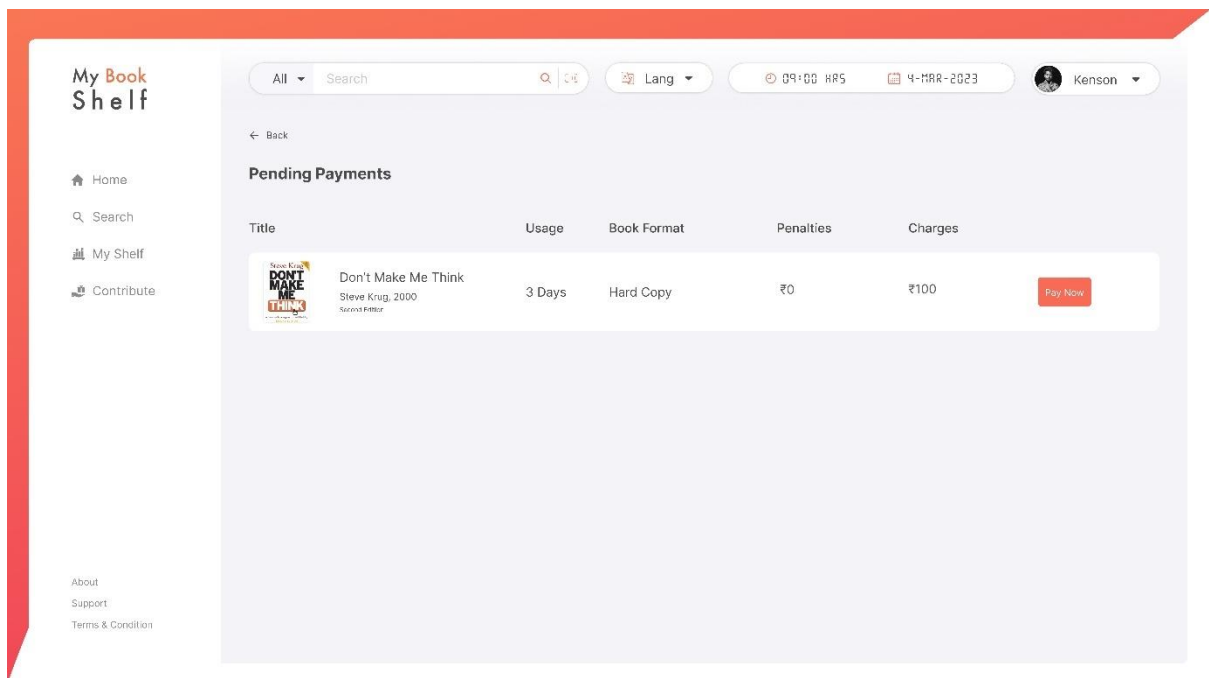 My Book
Shelf
All
Search
Lang
09:00 HRS
4-MAR-2023
Kenson
← Back
Home
Search
My Shelf
Contribute
Pending Payments
Title Usage Book Format Penalties Charges
Steve Krug
DON'T
MAKE
ME
THINK
Don't Make Me Think
Steve Krug, 2000
Second Edition
3 Days
Hard Copy
₹0
₹100
Pay Now
About
Support
Terms & Condition